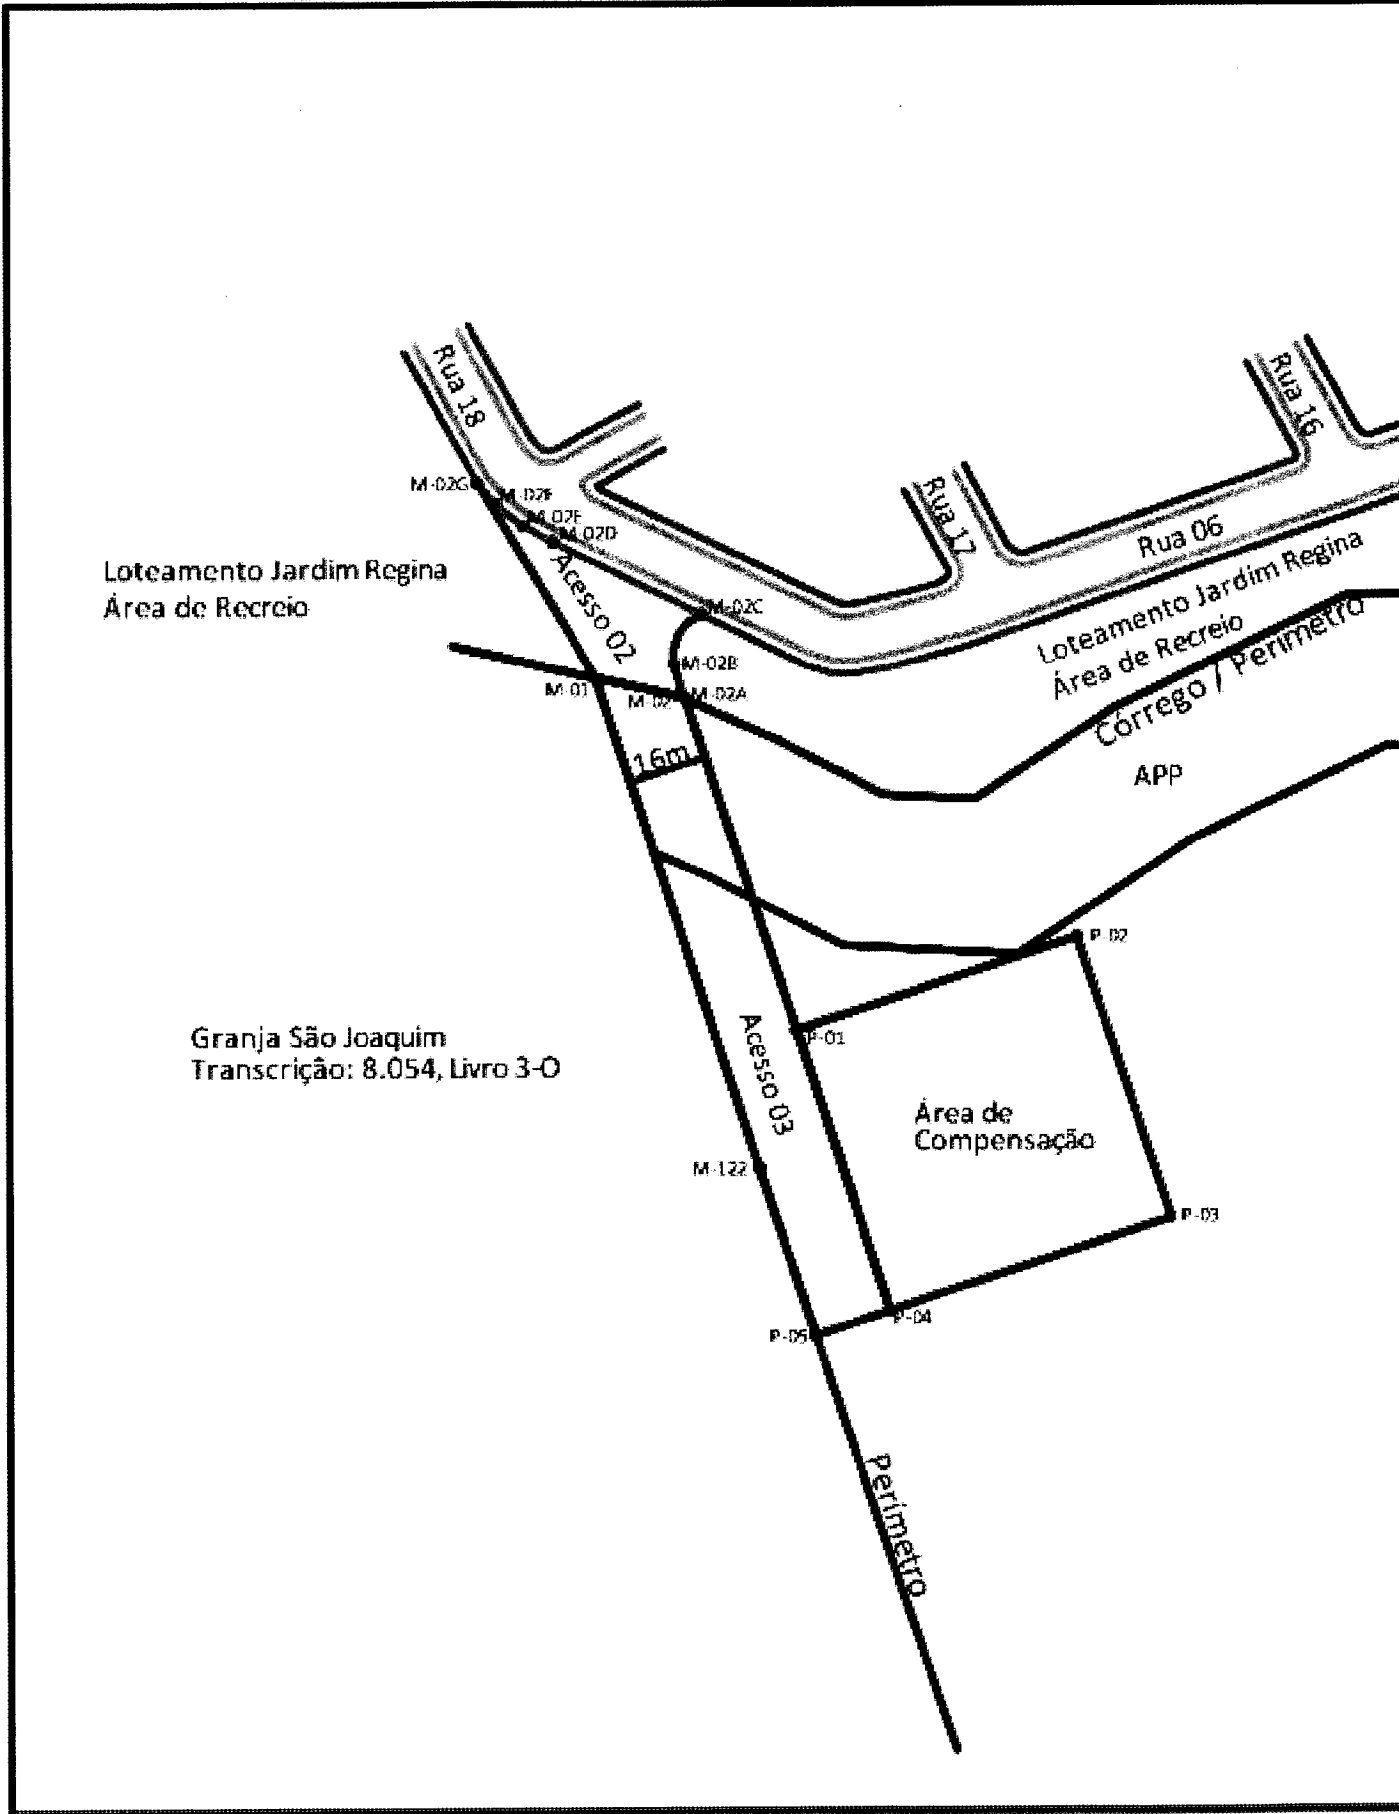 Rua 18
Rua 16
M-02G
M-02F
M-02E
M-02D
Rua 17
Rua 06
Loteamento Jardim Regina
Área de Recreio
Acesso 02
M-02C
Loteamento Jardim Regina
Área de Recreio
Córrego / Perímetro
M-02B
M-01
M-02
M-02A
16m
APP
P-02
Granja São Joaquim
Transcrição: 8.054, Livro 3-O
Acesso 03
P-01
Área de
Compensação
M-122
P-03
P-04
P-05
Perímetro